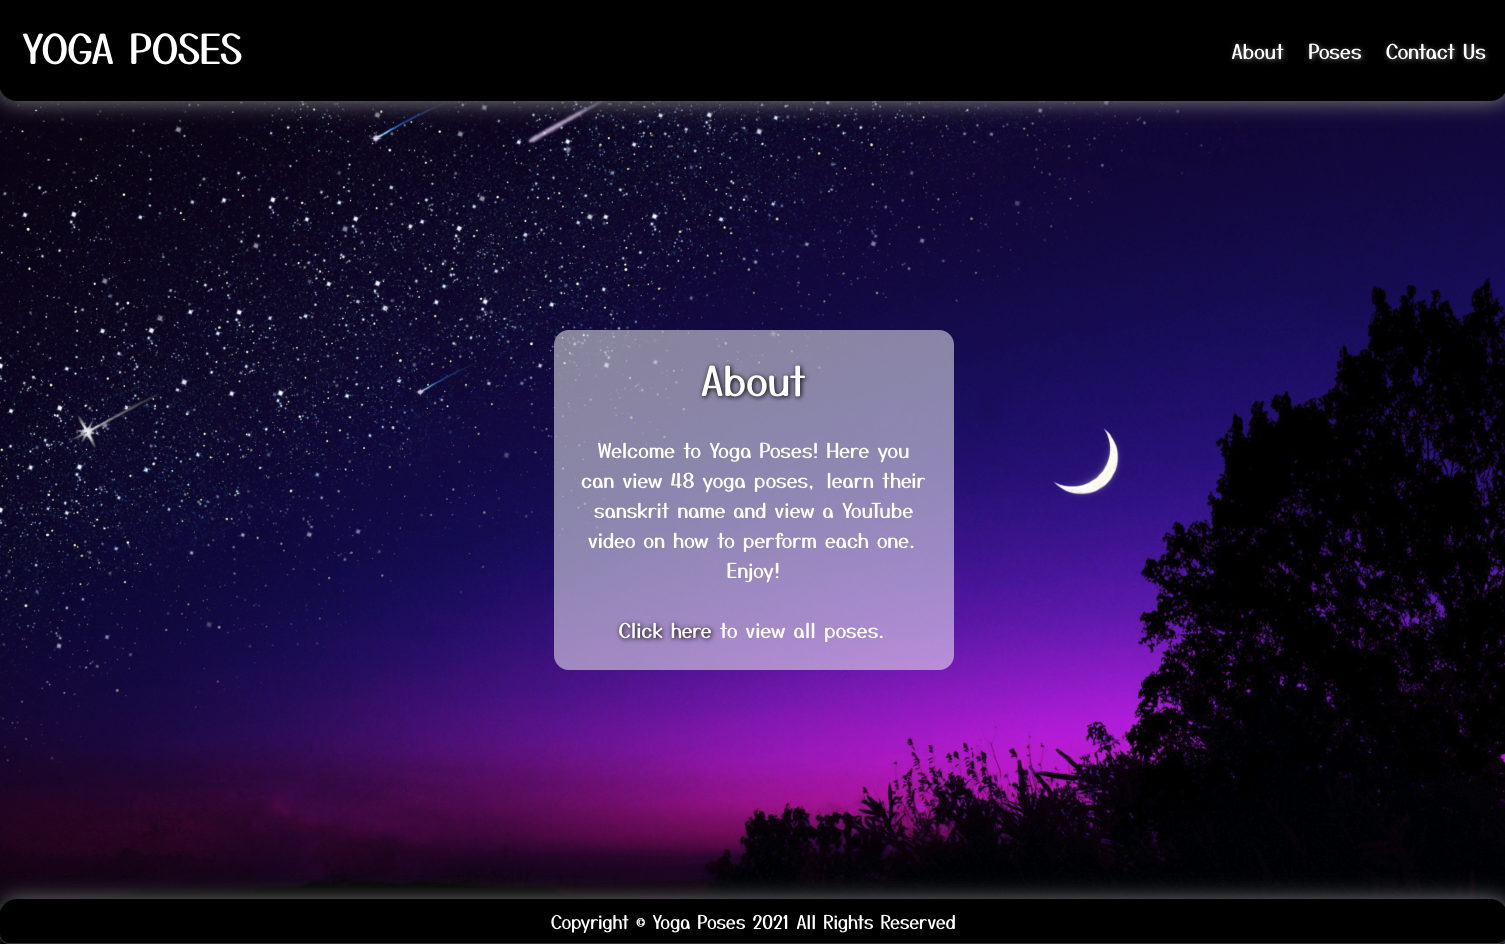 YOGA POSES
About Poses Contact Us
About
Welcome to Yoga Poses! Here you
can view 48 yoga poses, learn their
sanskrit name and view a YouTube
video on how to perform each one.
Enjoy!
Click here to view all poses.
Copyright © Yoga Poses 2021 All Rights Reserved